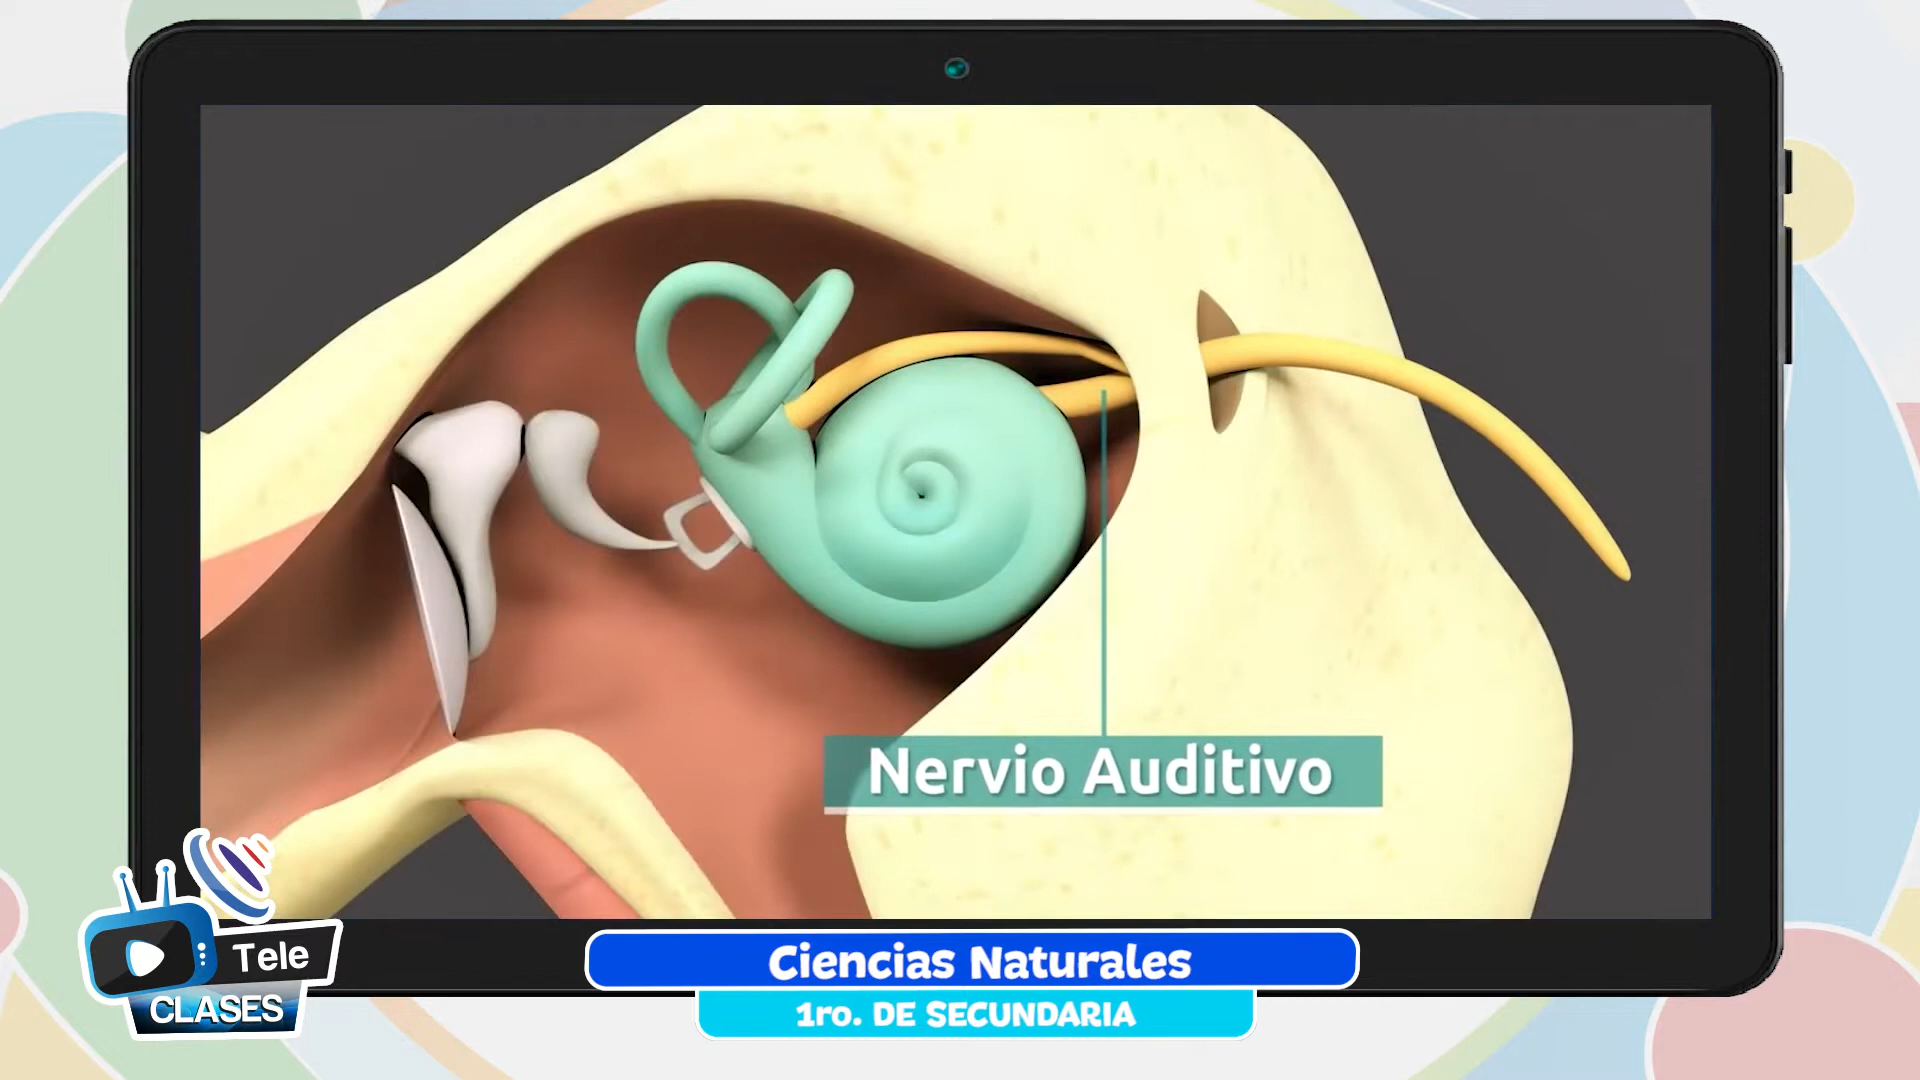 Nervio Auditivo
Tele
CLASES
Ciencias Naturales
1ro. DE SECUNDARIA